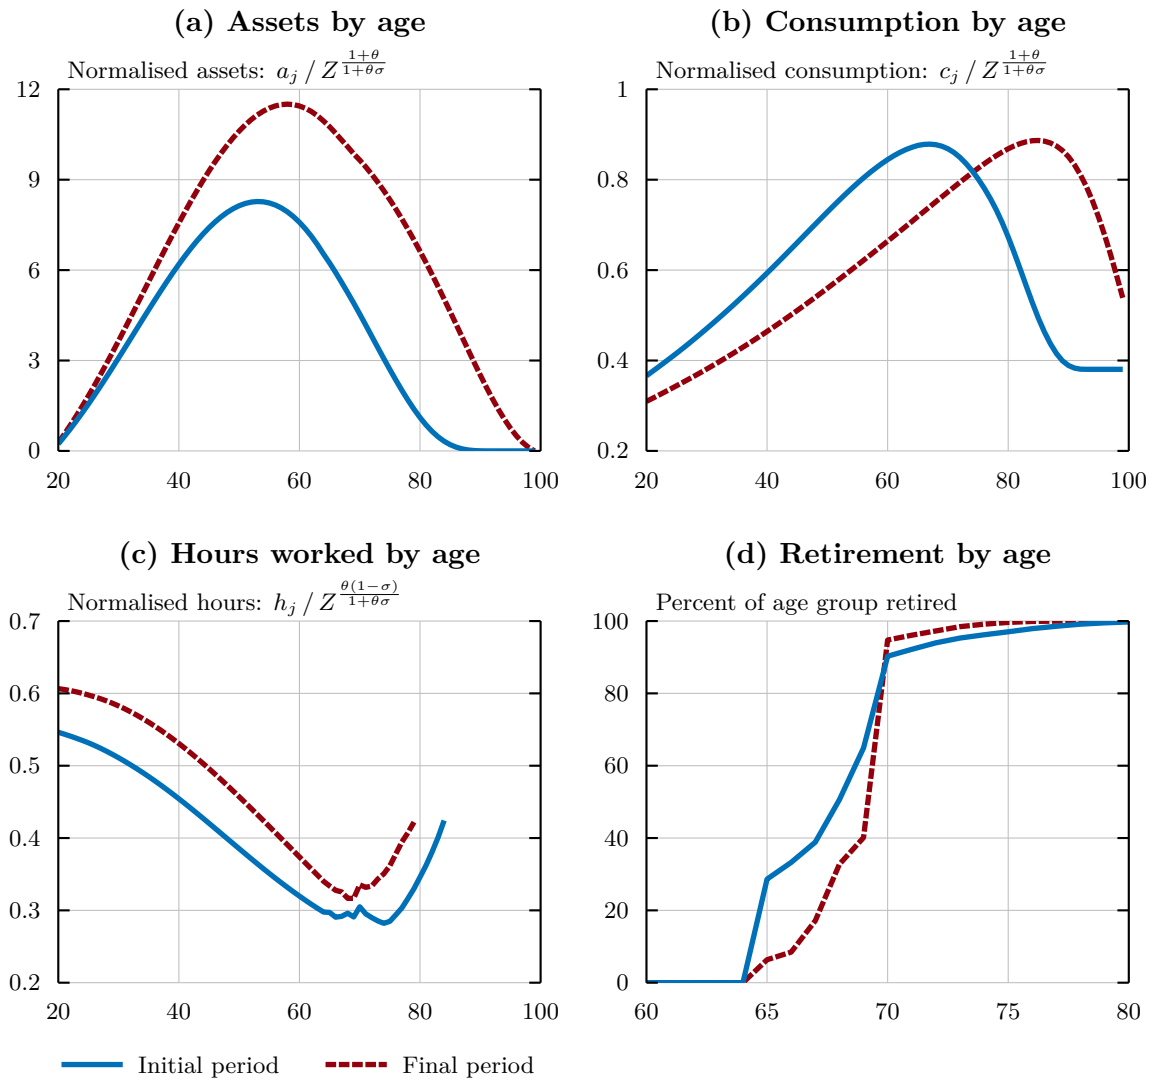 (a) Assets by age
Normalised assets: a_j / Z^{\frac{1+θ}{1+θσ}}
12
9
6
3
0
20 40 60 80 100
(b) Consumption by age
Normalised consumption: c_j / Z^{\frac{1+θ}{1+θσ}}
1
0.8
0.6
0.4
0.2
20 40 60 80 100
(c) Hours worked by age
Normalised hours: h_j / Z^{\frac{θ(1−σ)}{1+θσ}}
0.7
0.6
0.5
0.4
0.3
0.2
20 40 60 80 100
(d) Retirement by age
Percent of age group retired
100
80
60
40
20
0
60 65 70 75 80
Initial period
Final period